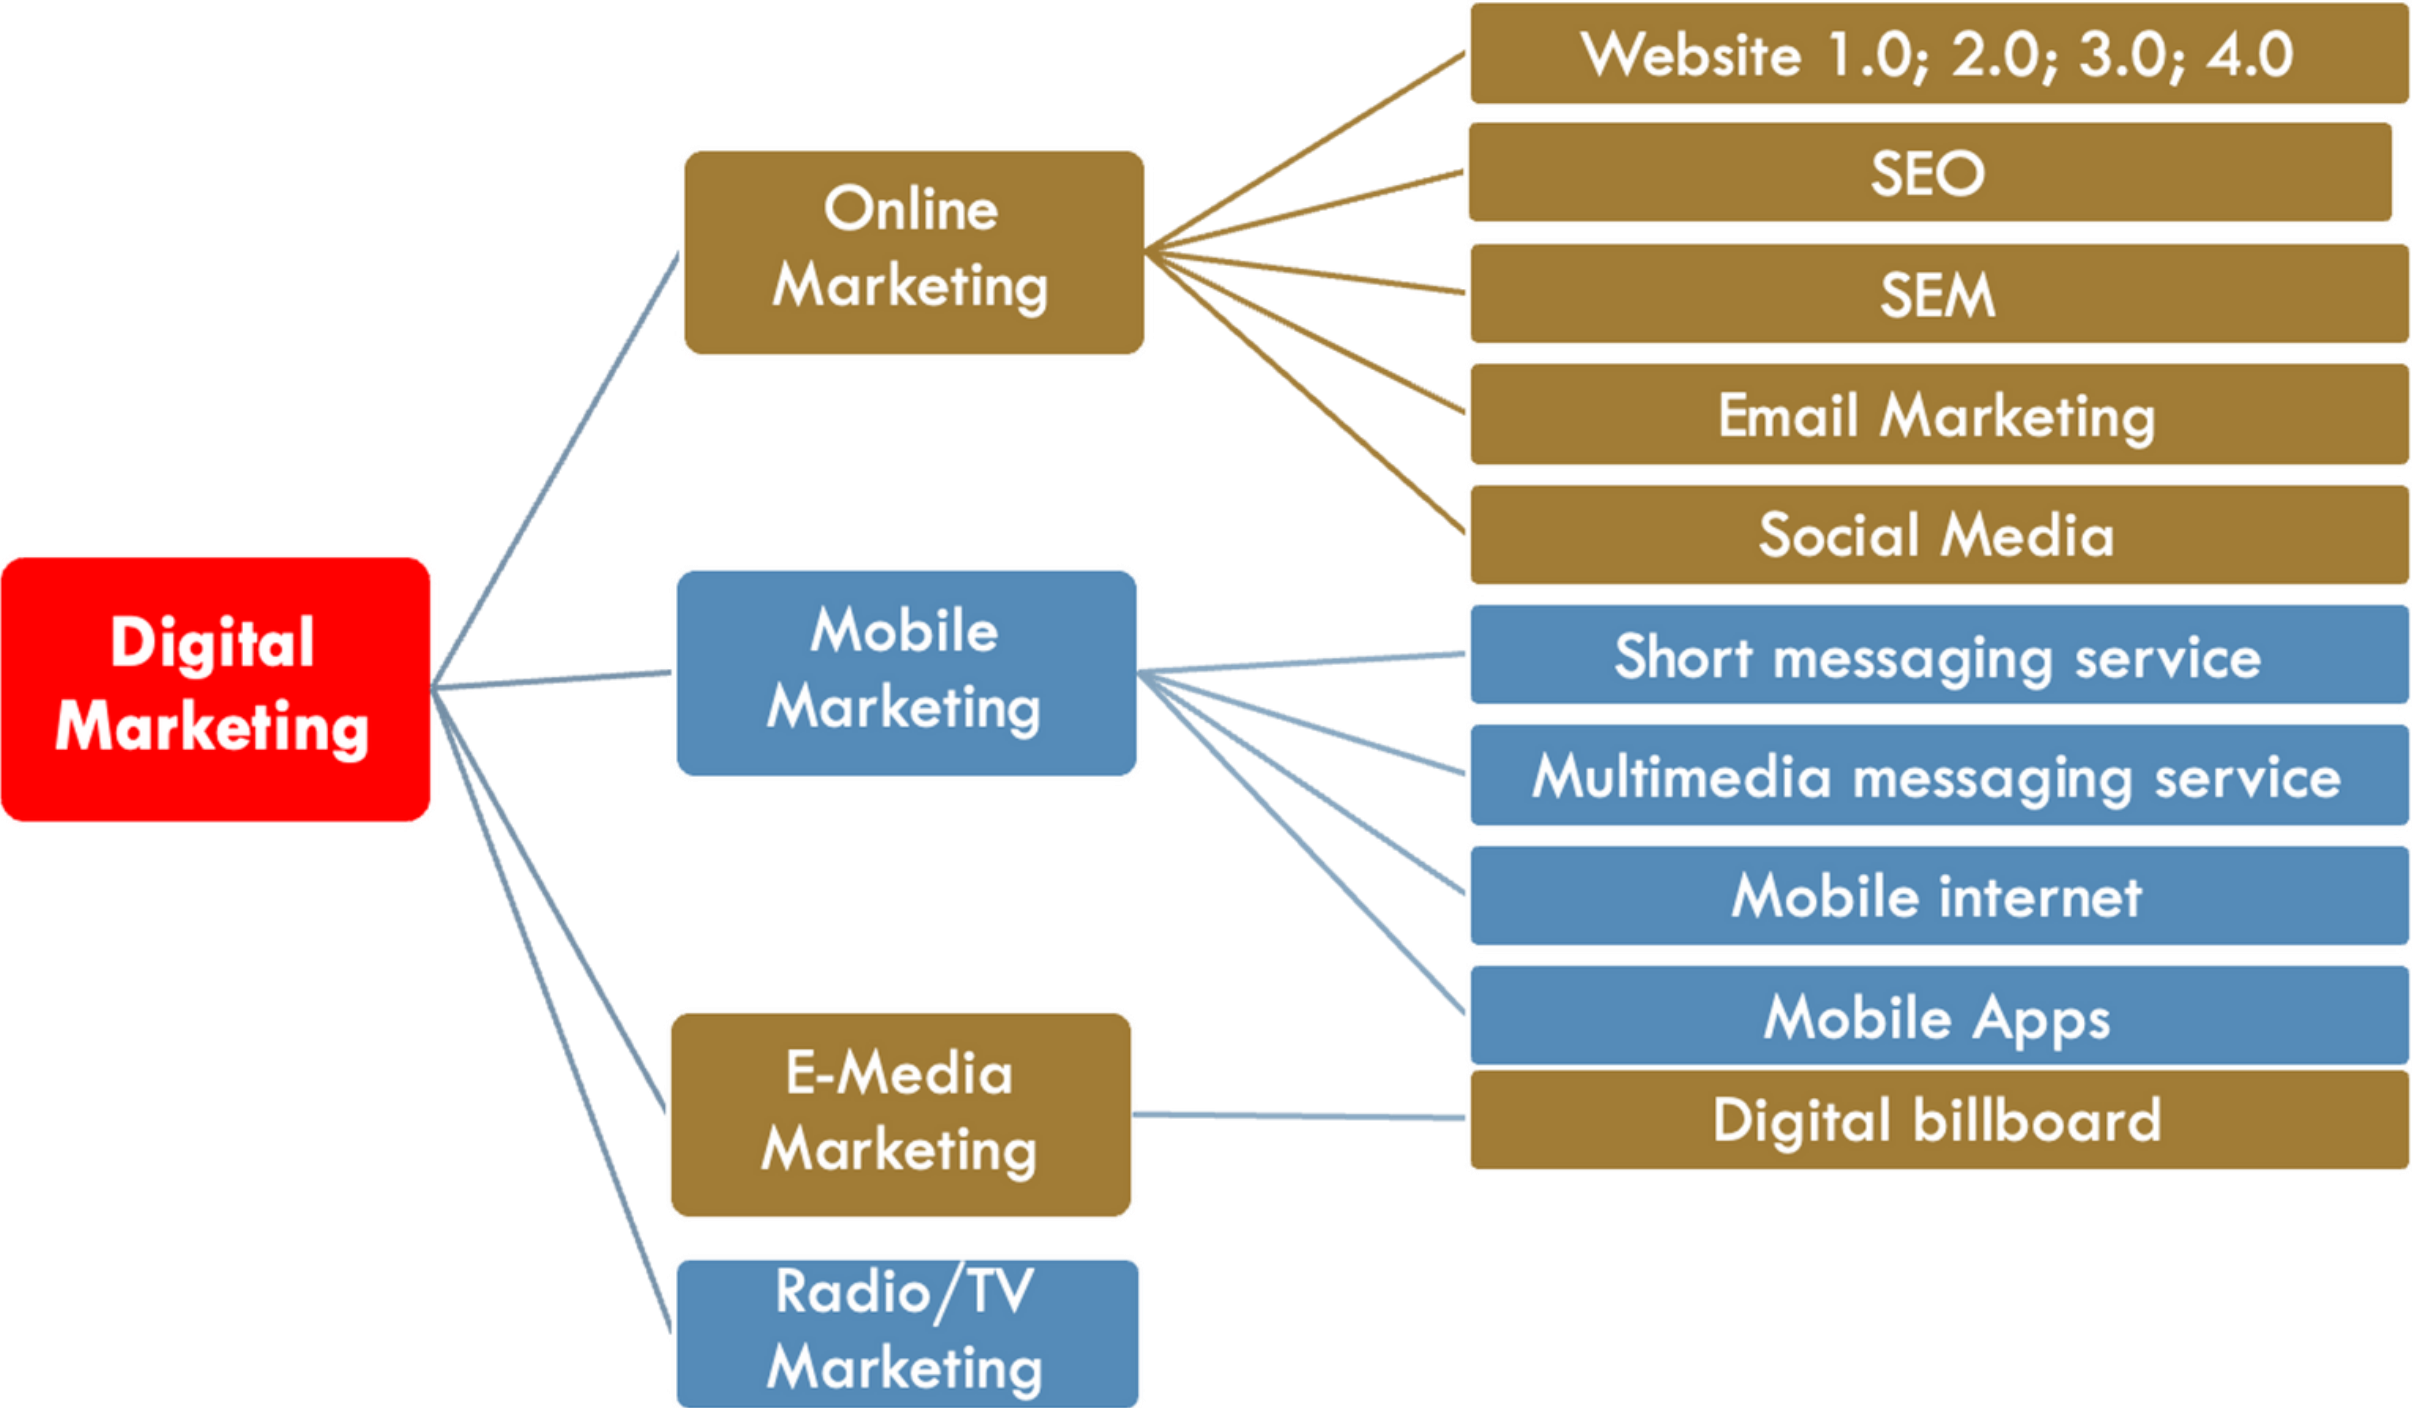 Digital
Marketing
Online
Marketing
Website 1.0; 2.0; 3.0; 4.0
SEO
SEM
Email Marketing
Social Media
Mobile
Marketing
Short messaging service
Multimedia messaging service
Mobile internet
Mobile Apps
E-Media
Marketing
Digital billboard
Radio/TV
Marketing